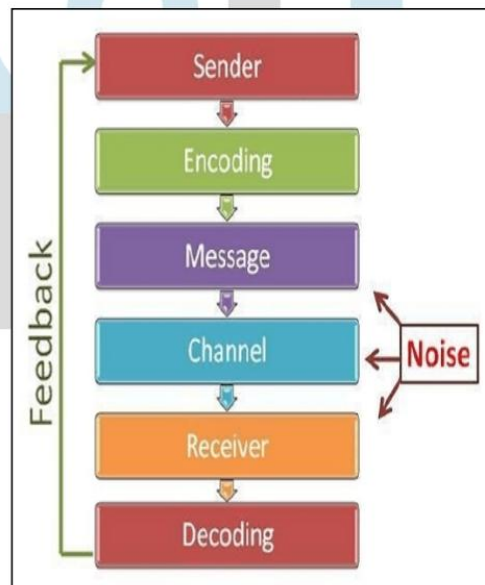 Sender
Encoding
Message
Channel
Noise
Receiver
Decoding
Feedback